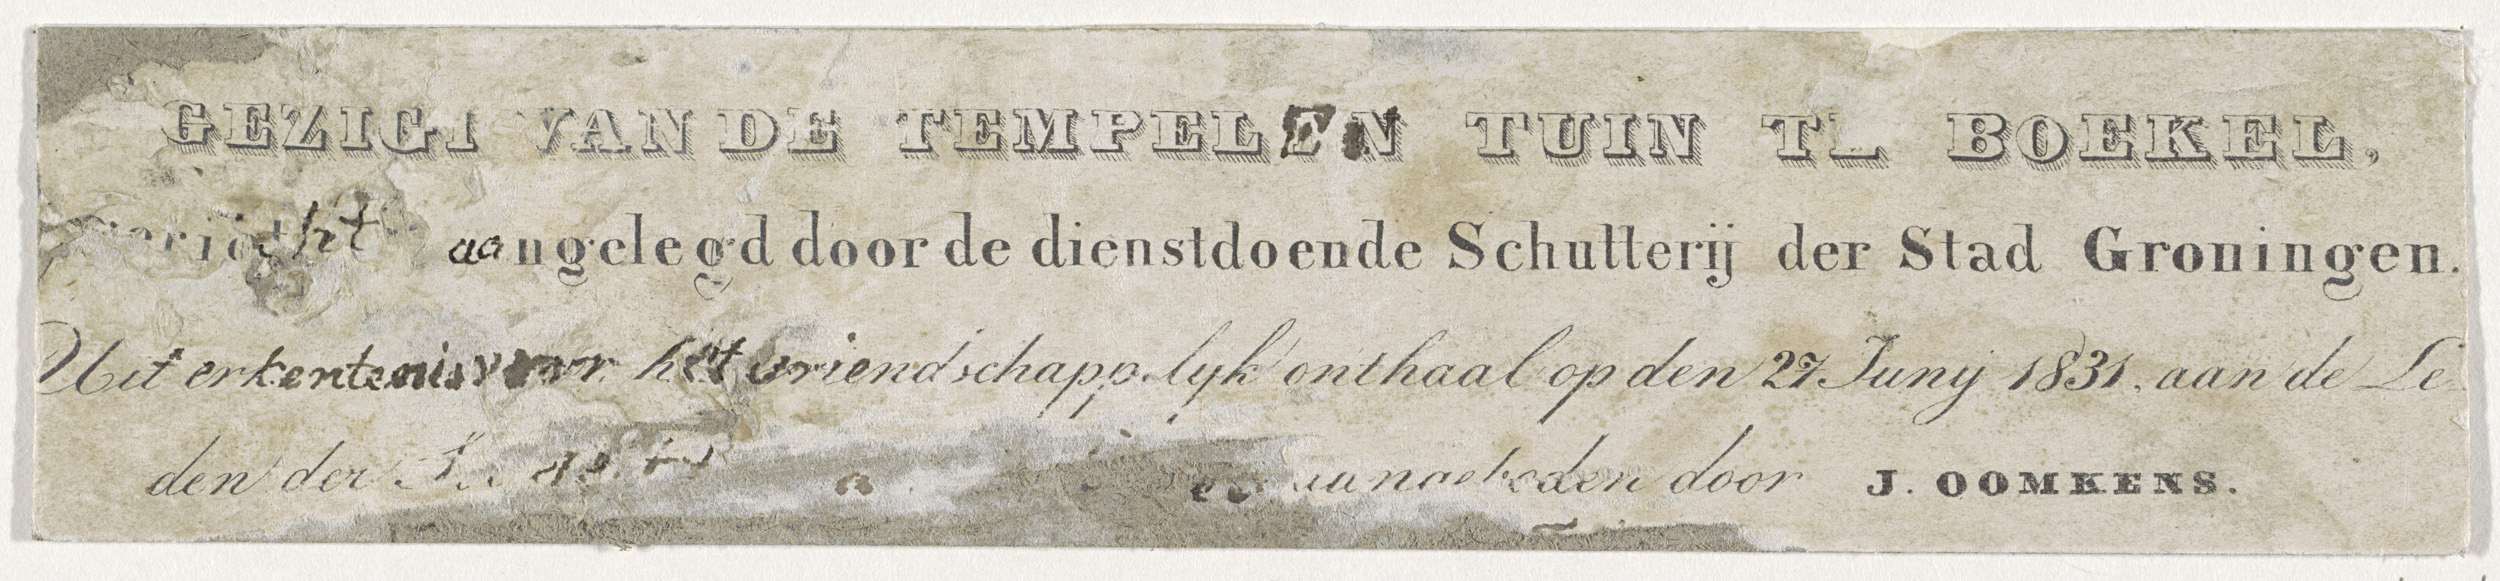 GEZIGT VAN DE TEMPEL EN TUIN TE BOEKEL,
aangelegd door de dienstdoende Schutterij der Stad Groningen.
Uit erkentenis voor het vriendschappelyk onthaal op den 27 Junij 1831, aan de Le-
den der aangeboden door J. OOMKENS.